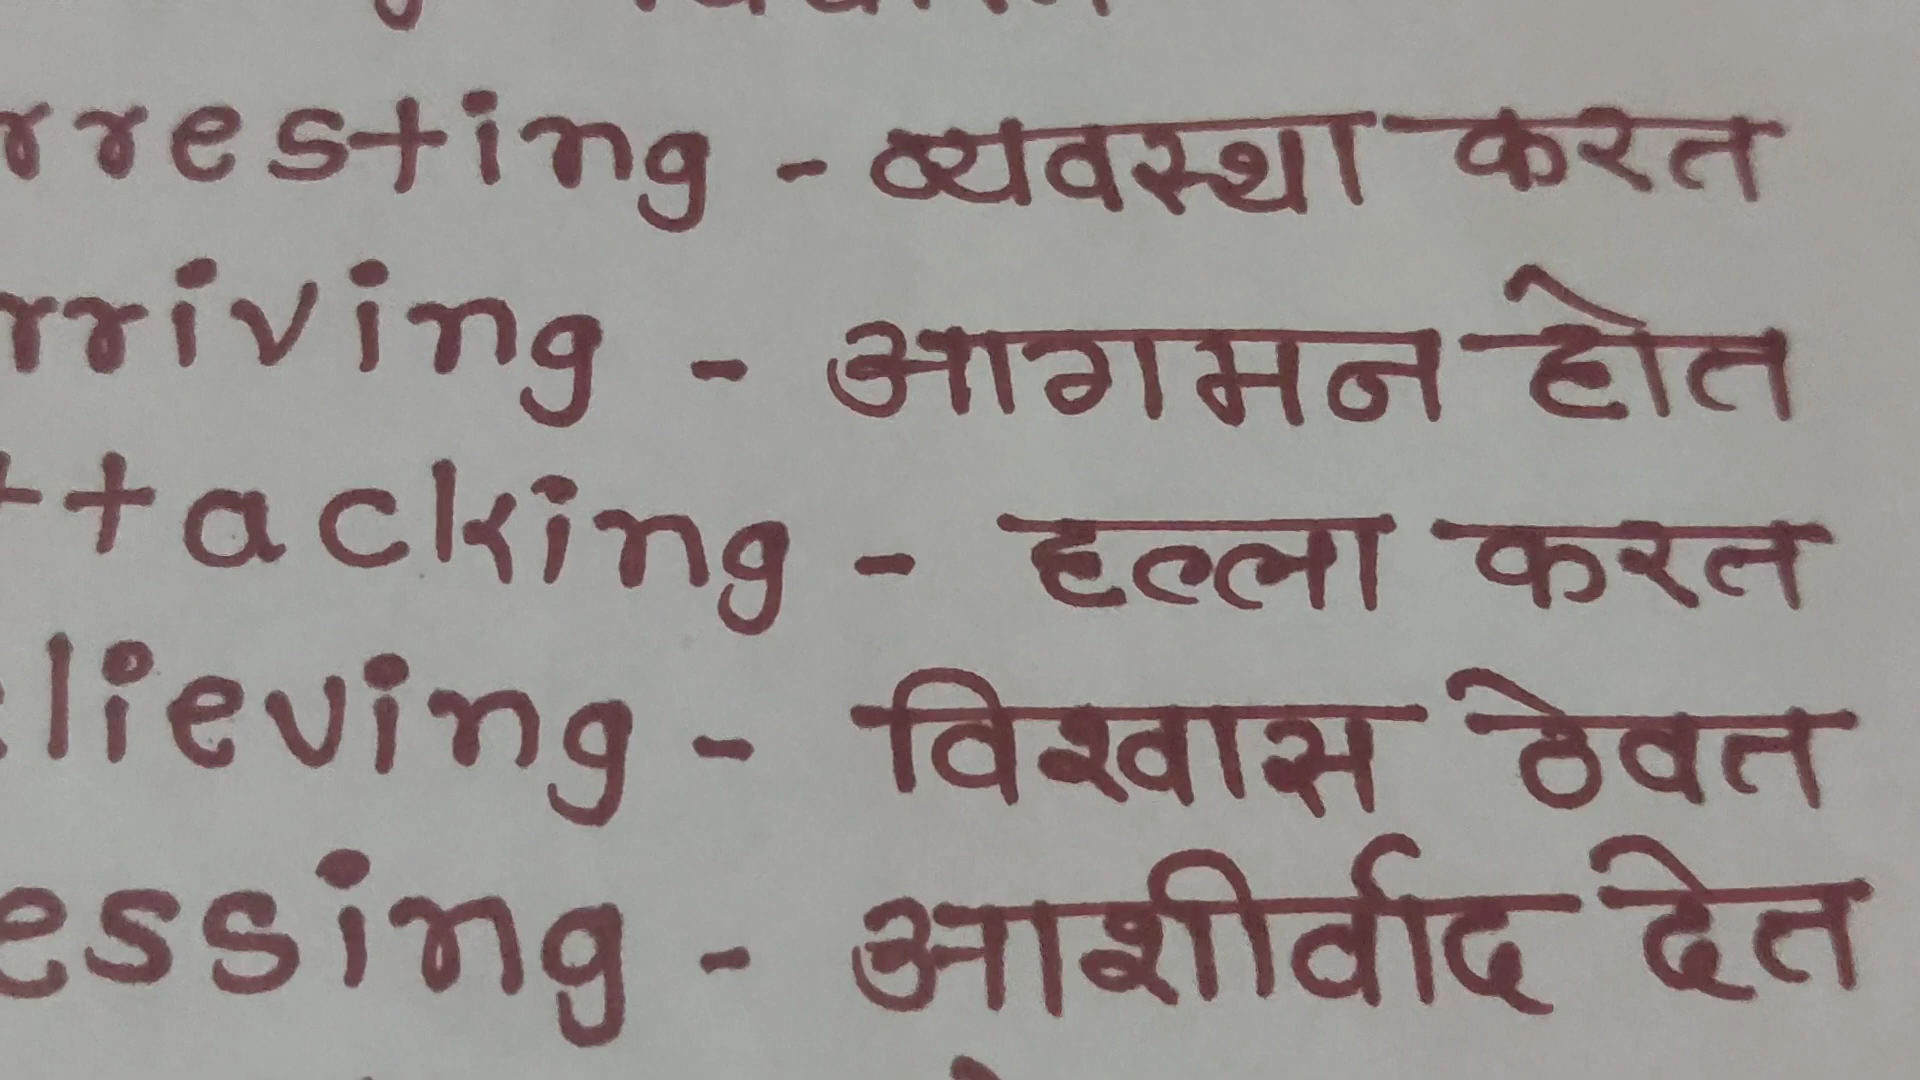 rresting - व्यवस्था करत
rriving - आगमन होत
ttacking - हल्ला करत
lieving - विश्वास ठेवत
essing - आशीर्वाद देत